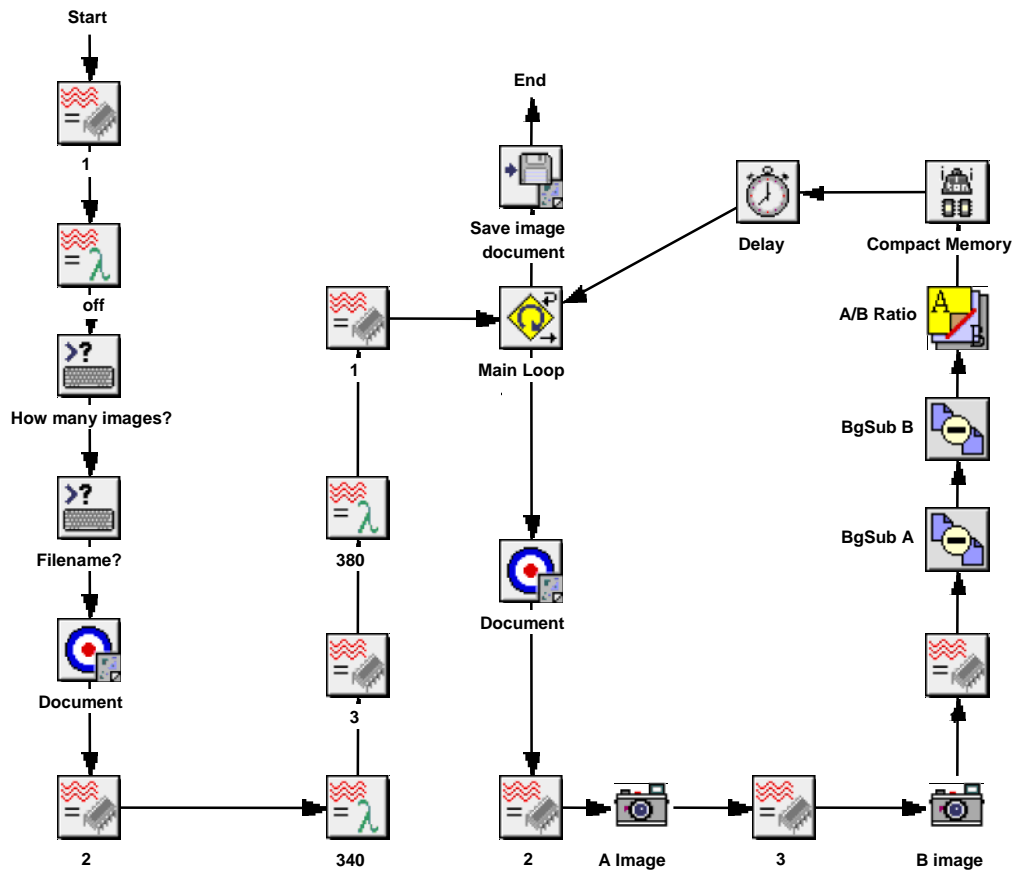 Start
1
off
>?
How many images?
>?
Filename?
Document
2
340
3
380
1
Main Loop
End
Save image
document
Document
2
A Image
3
B image
BgSub A
BgSub B
A/B Ratio
A
B
Compact Memory
Delay
= λ
= λ
= λ
=
=
=
=
=
=
=
i i